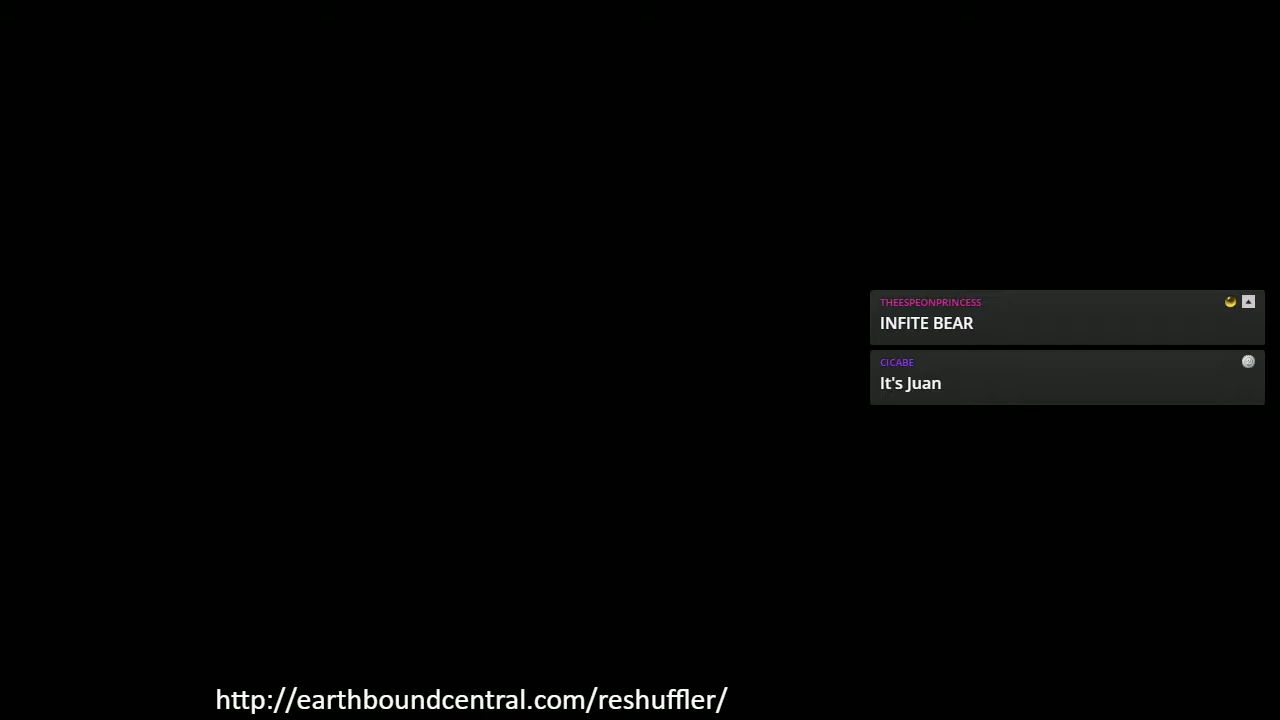 THEESPEONPRINCESS
INFITE BEAR
CICABE
It's Juan
http://earthboundcentral.com/reshuffler/